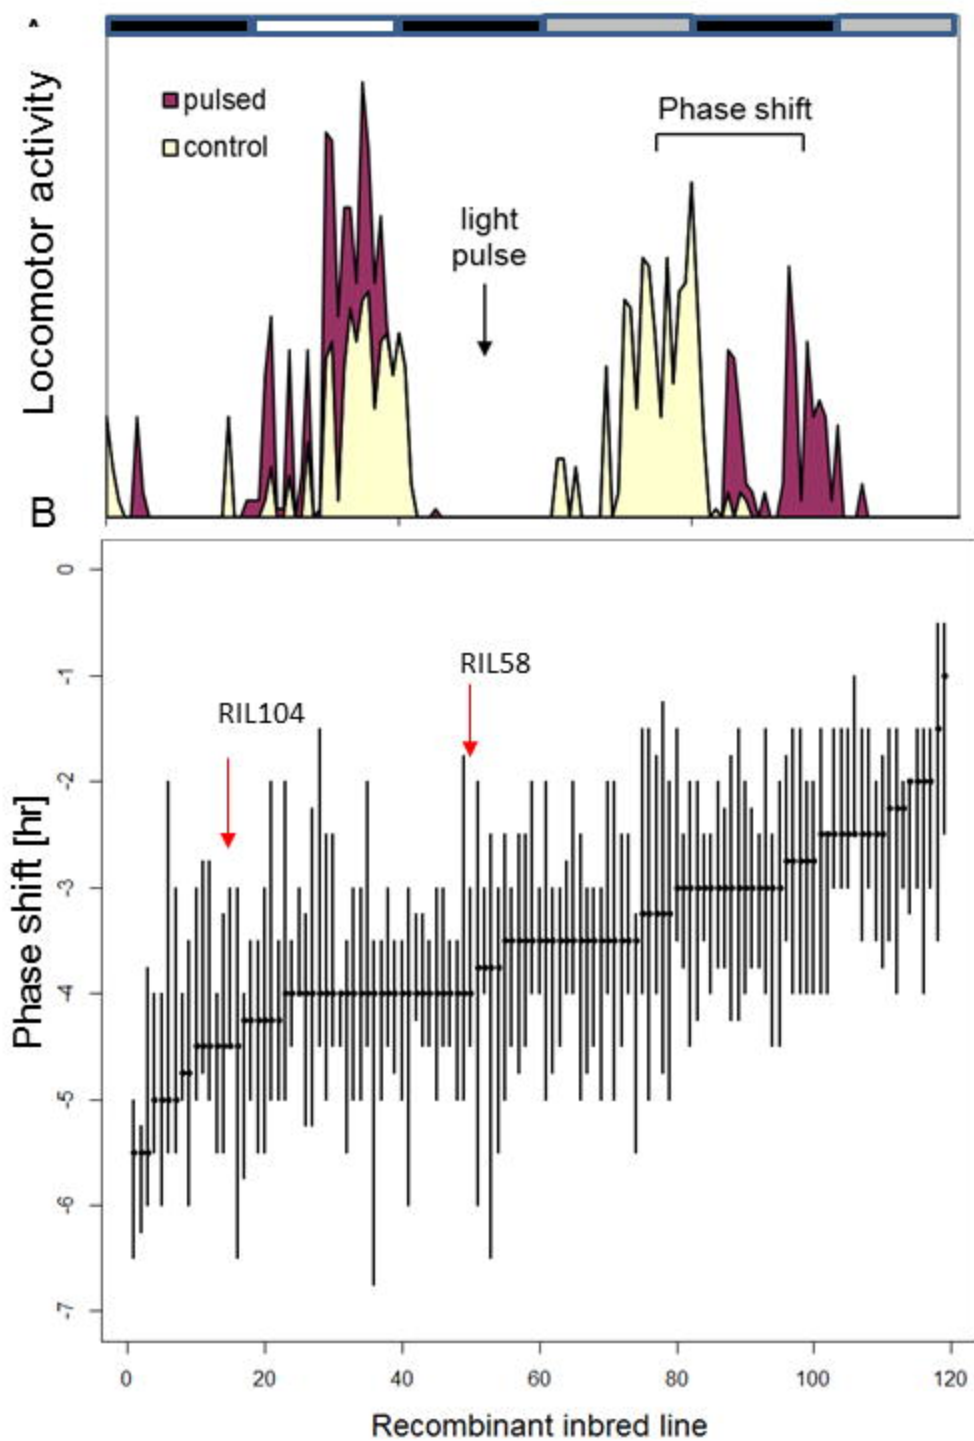 A
Locomotor activity
pulsed
control
light
pulse
Phase shift
B
Phase shift [hr]
0
-1
-2
-3
-4
-5
-6
-7
RIL104
RIL58
0 20 40 60 80 100 120
Recombinant inbred line